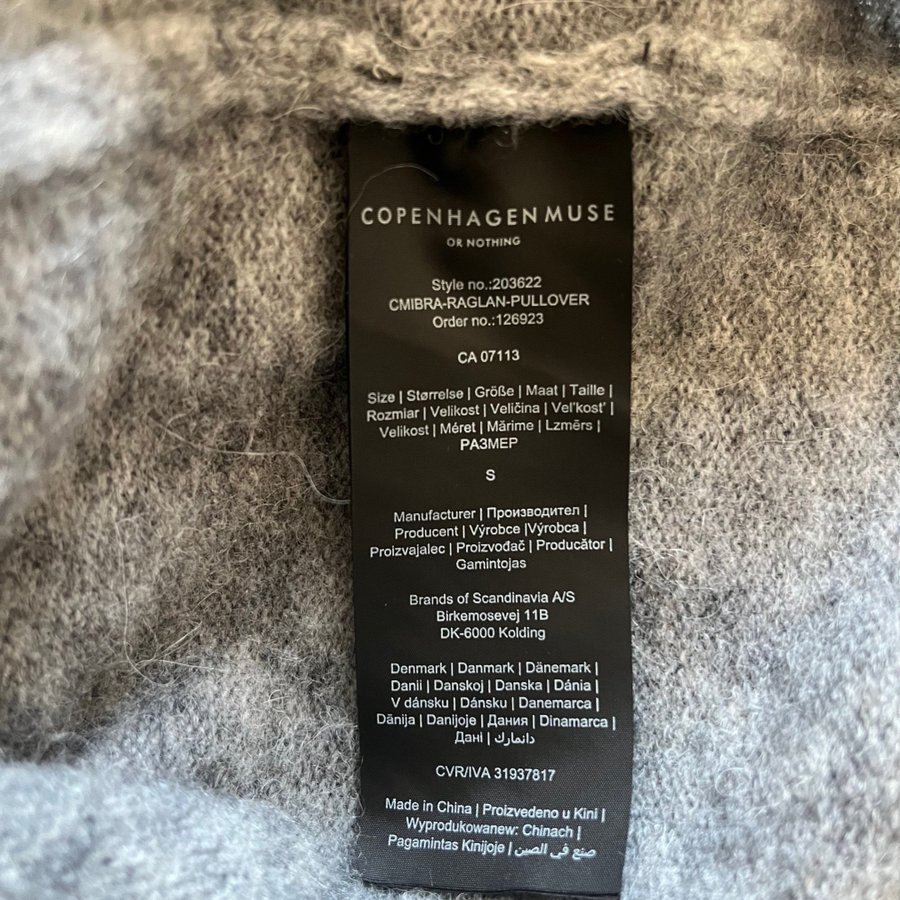 COPENHAGEN MUSE
OR NOTHING
Style no.:203622
CMIBRA-RAGLAN-PULLOVER
Order no.:126923
CA 07113
Size | Størrelse | Größe | Maat | Taille |
Rozmiar | Velikost | Veličina | Vel'kost' |
Velikost | Méret | Mărime | Lzmērs |
РАЗМЕР
S
Manufacturer | Производител |
Producent | Výrobce |Výrobca |
Proizvajalec | Proizvođač | Producător |
Gamintojas
Brands of Scandinavia A/S
Birkemosevej 11B
DK-6000 Kolding
Denmark | Danmark | Dänemark |
Danii | Danskoj | Danska | Dánia |
V dánsku | Dánsku | Danemarca |
Dānija | Danijoje | Дания | Dinamarca |
Дані | دانمارك
CVR/IVA 31937817
Made in China | Proizvedeno u Kini |
Wyprodukowanew: Chinach |
Pagamintas Kinijoje | صنع في الصين